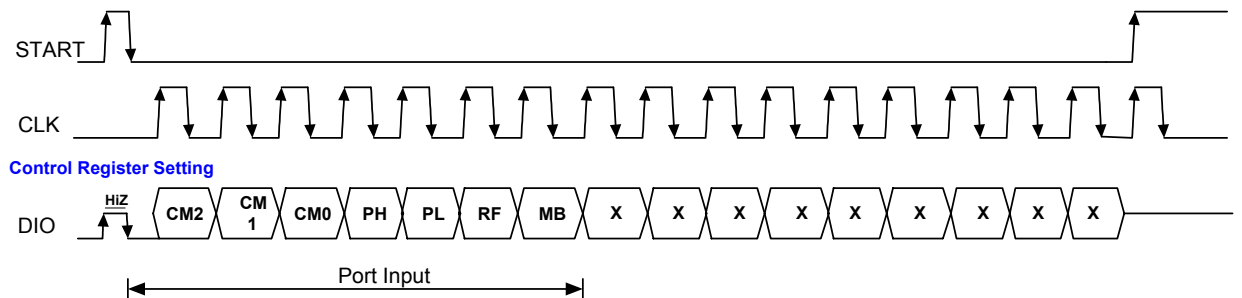 START
CLK
Control Register Setting
HiZ
DIO CM2 CM 1 CM0 PH PL RF MB X X X X X X X X X
Port Input